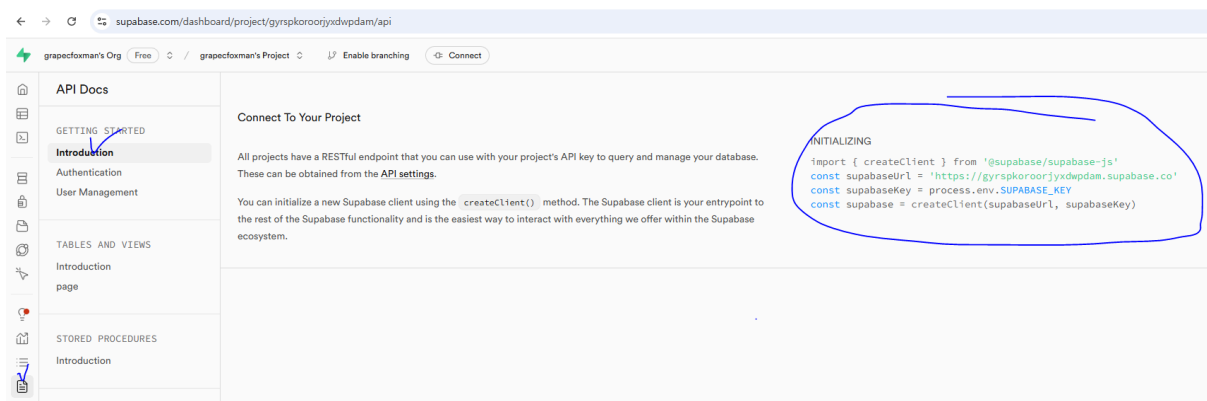 supabase.com/dashboard/project/gyrspkoroorjyxdwpdam/api
grapecfoxman's Org Free / grapecfoxman's Project Enable branching Connect
API Docs
GETTING STARTED
Introduction
Authentication
User Management
TABLES AND VIEWS
Introduction
page
STORED PROCEDURES
Introduction
Connect To Your Project
All projects have a RESTful endpoint that you can use with your project's API key to query and manage your database.
These can be obtained from the API settings.
You can initialize a new Supabase client using the createClient() method. The Supabase client is your entrypoint to
the rest of the Supabase functionality and is the easiest way to interact with everything we offer within the Supabase
ecosystem.
INITIALIZING
import { createClient } from '@supabase/supabase-js'
const supabaseUrl = 'https://gyrspkoroorjyxdwpdam.supabase.co'
const supabaseKey = process.env.SUPABASE_KEY
const supabase = createClient(supabaseUrl, supabaseKey)